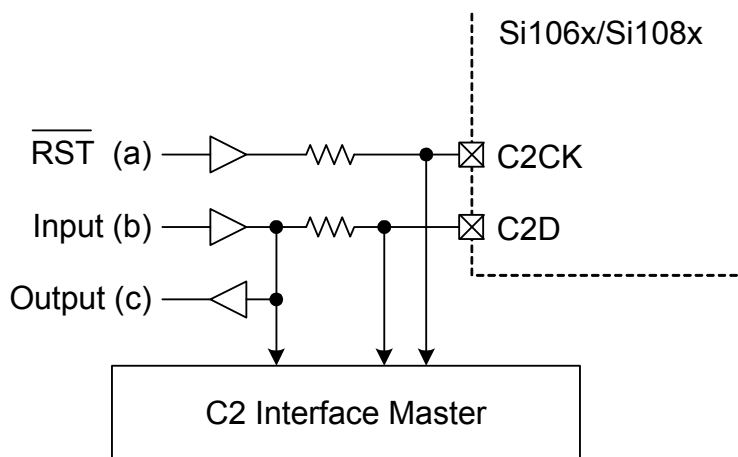 Si106x/Si108x
RST (a)
C2CK
Input (b)
C2D
Output (c)
C2 Interface Master